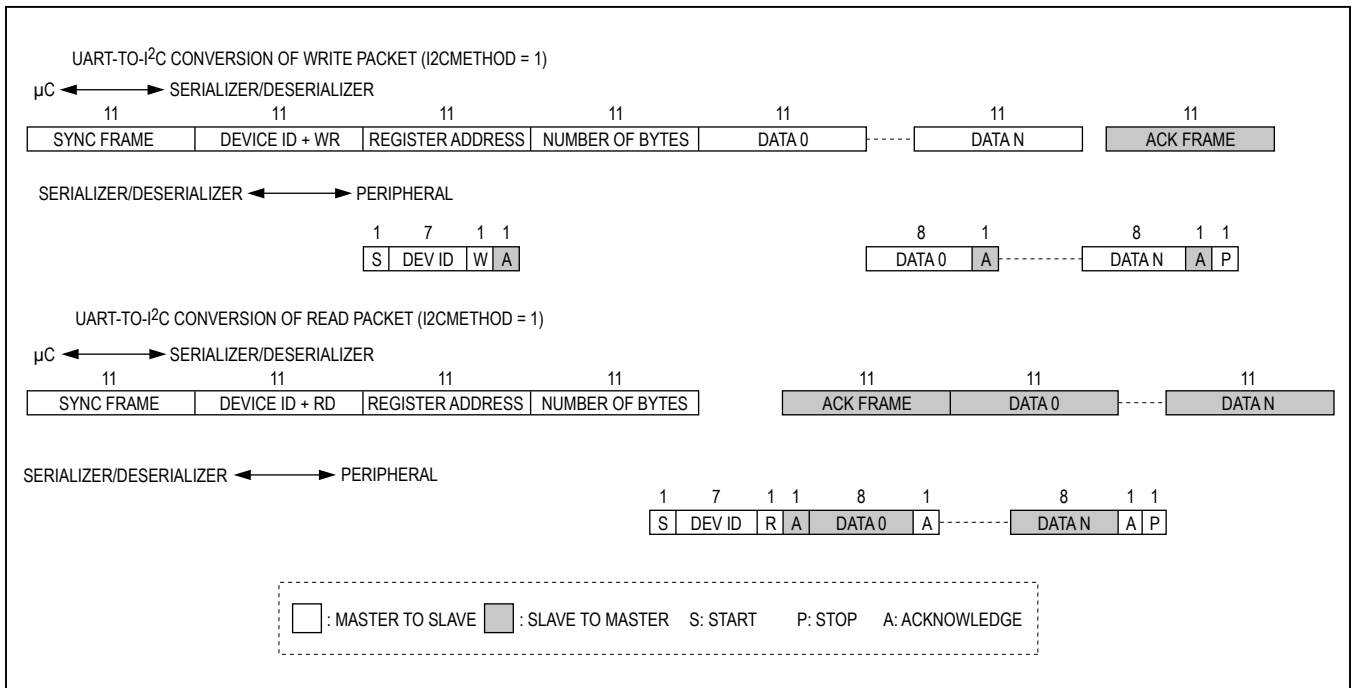 UART-TO-I2C CONVERSION OF WRITE PACKET (I2CMETHOD = 1)
µC SERIALIZER/DESERIALIZER
11 11 11 11 11 11 11
SYNC FRAME DEVICE ID + WR REGISTER ADDRESS NUMBER OF BYTES DATA 0 DATA N ACK FRAME
SERIALIZER/DESERIALIZER PERIPHERAL
1 7 1 1 8 1 8 1 1
S DEV ID W A DATA 0 A DATA N A P
UART-TO-I2C CONVERSION OF READ PACKET (I2CMETHOD = 1)
µC SERIALIZER/DESERIALIZER
11 11 11 11 11 11 11
SYNC FRAME DEVICE ID + RD REGISTER ADDRESS NUMBER OF BYTES ACK FRAME DATA 0 DATA N
SERIALIZER/DESERIALIZER PERIPHERAL
1 7 1 1 8 1 8 1 1
S DEV ID R A DATA 0 A DATA N A P
: MASTER TO SLAVE : SLAVE TO MASTER S: START P: STOP A: ACKNOWLEDGE